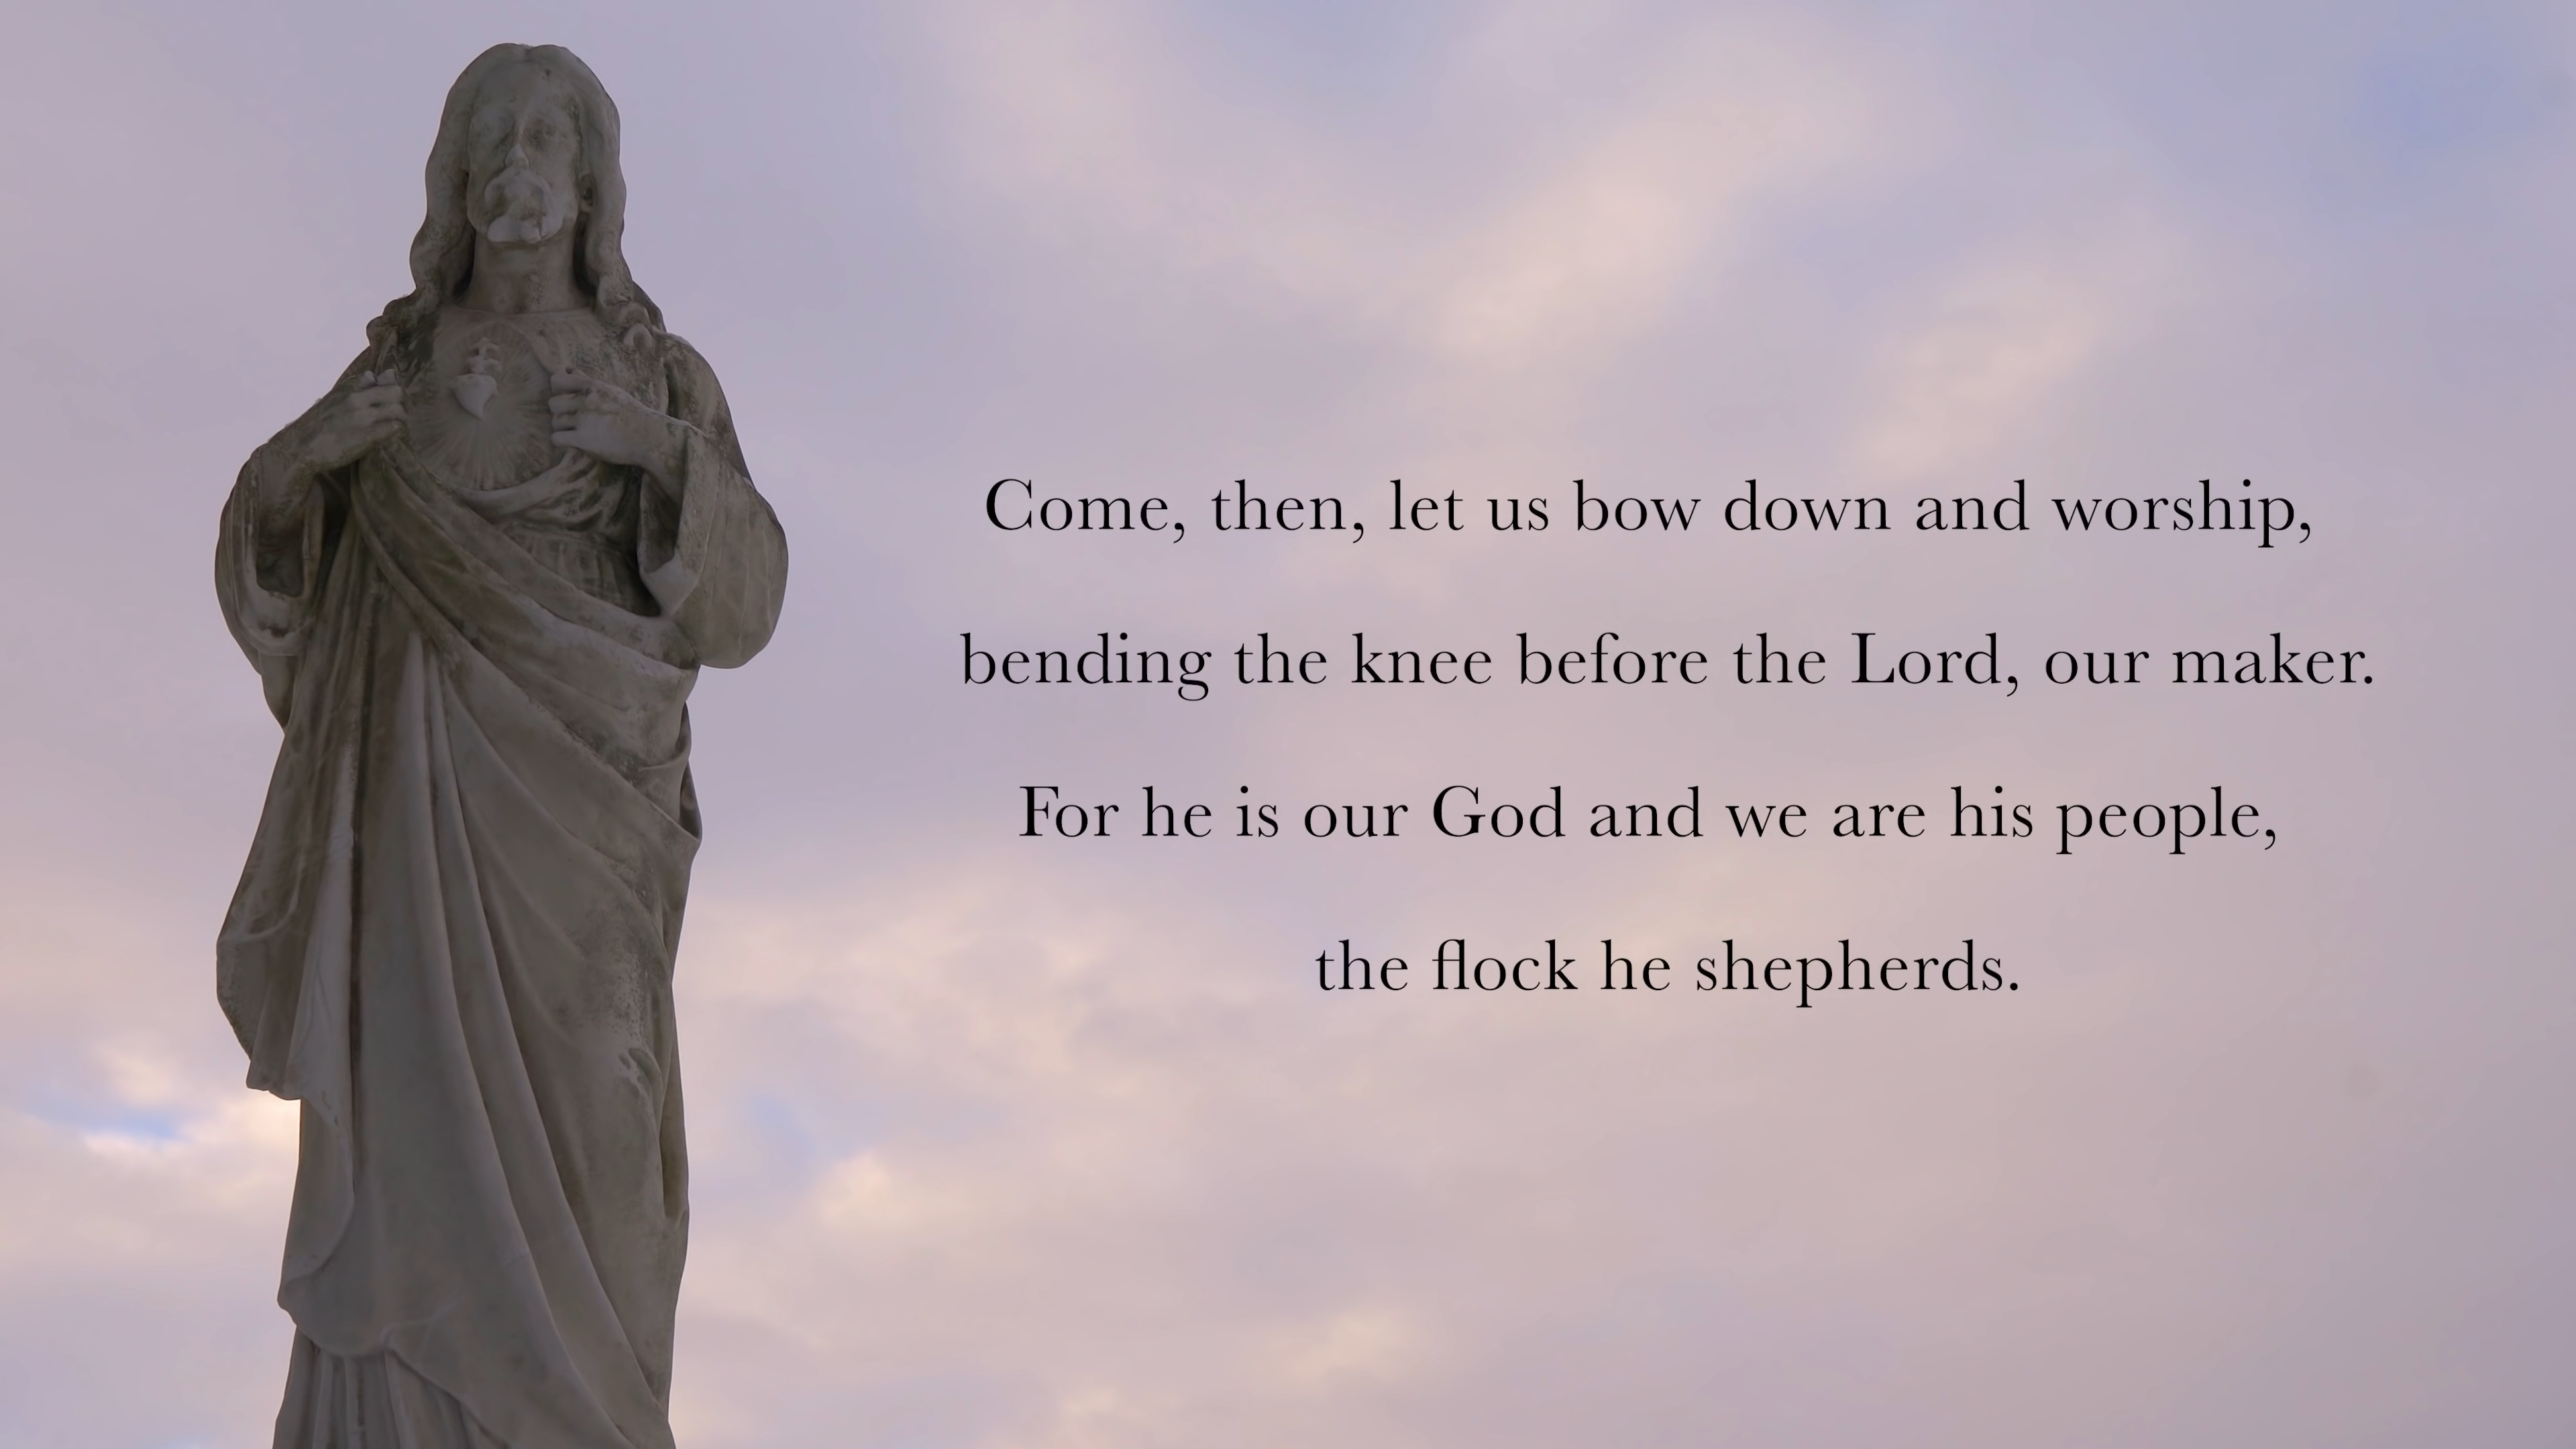 Come, then, let us bow down and worship,
bending the knee before the Lord, our maker.
For he is our God and we are his people,
the flock he shepherds.